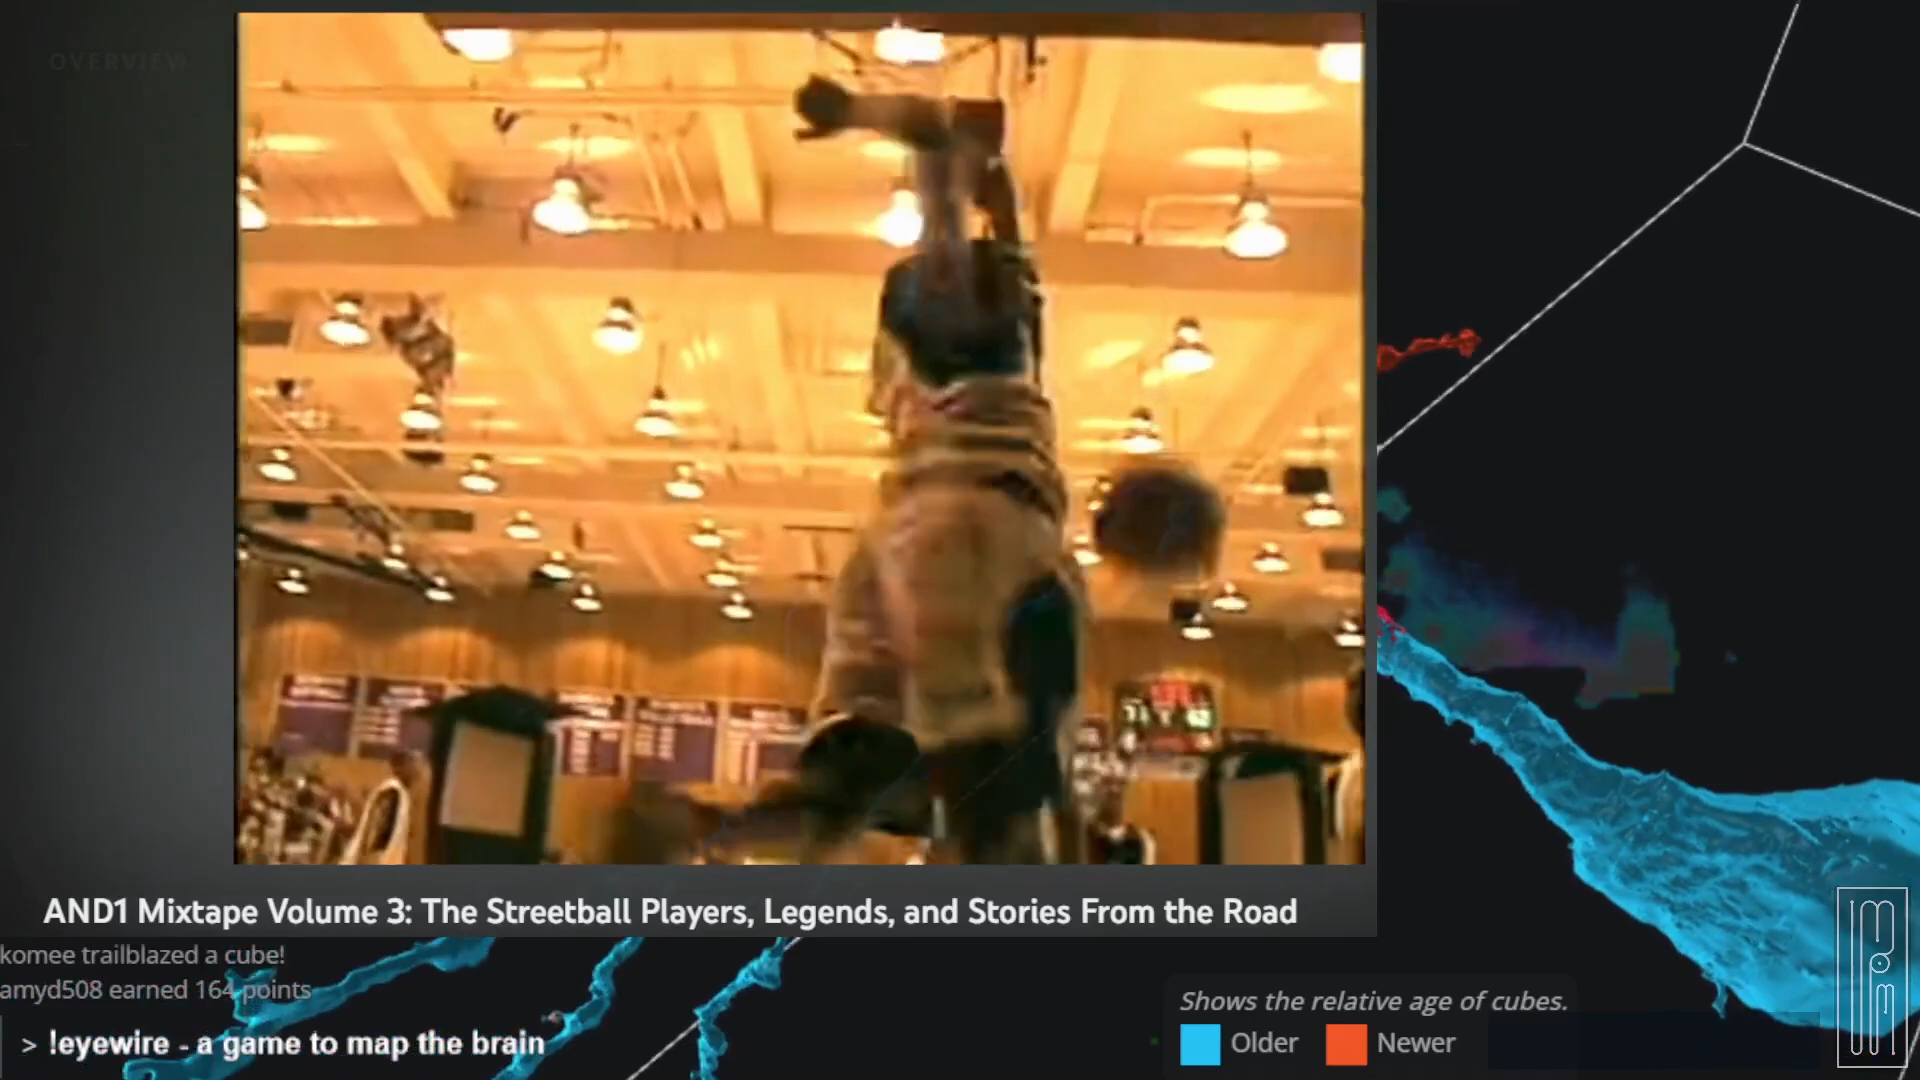 OVERVIEW
AND1 Mixtape Volume 3: The Streetball Players, Legends, and Stories From the Road
komee trailblazed a cube!
amyd508 earned 164 points
> !eyewire - a game to map the brain
Shows the relative age of cubes.
Older Newer